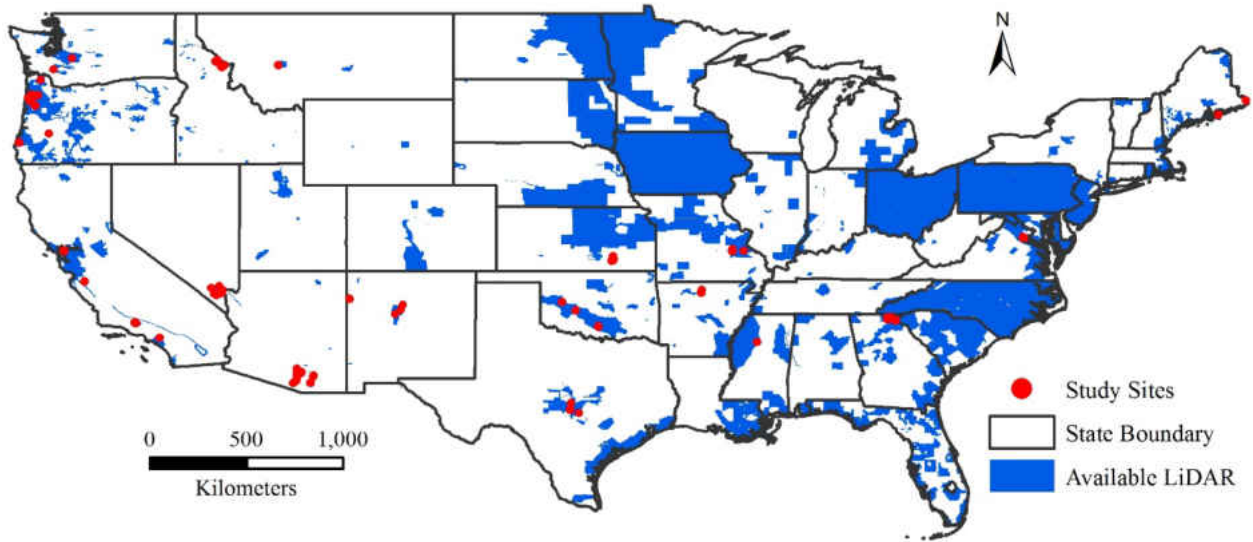 N
Study Sites
State Boundary
Available LiDAR
0 500 1,000
Kilometers